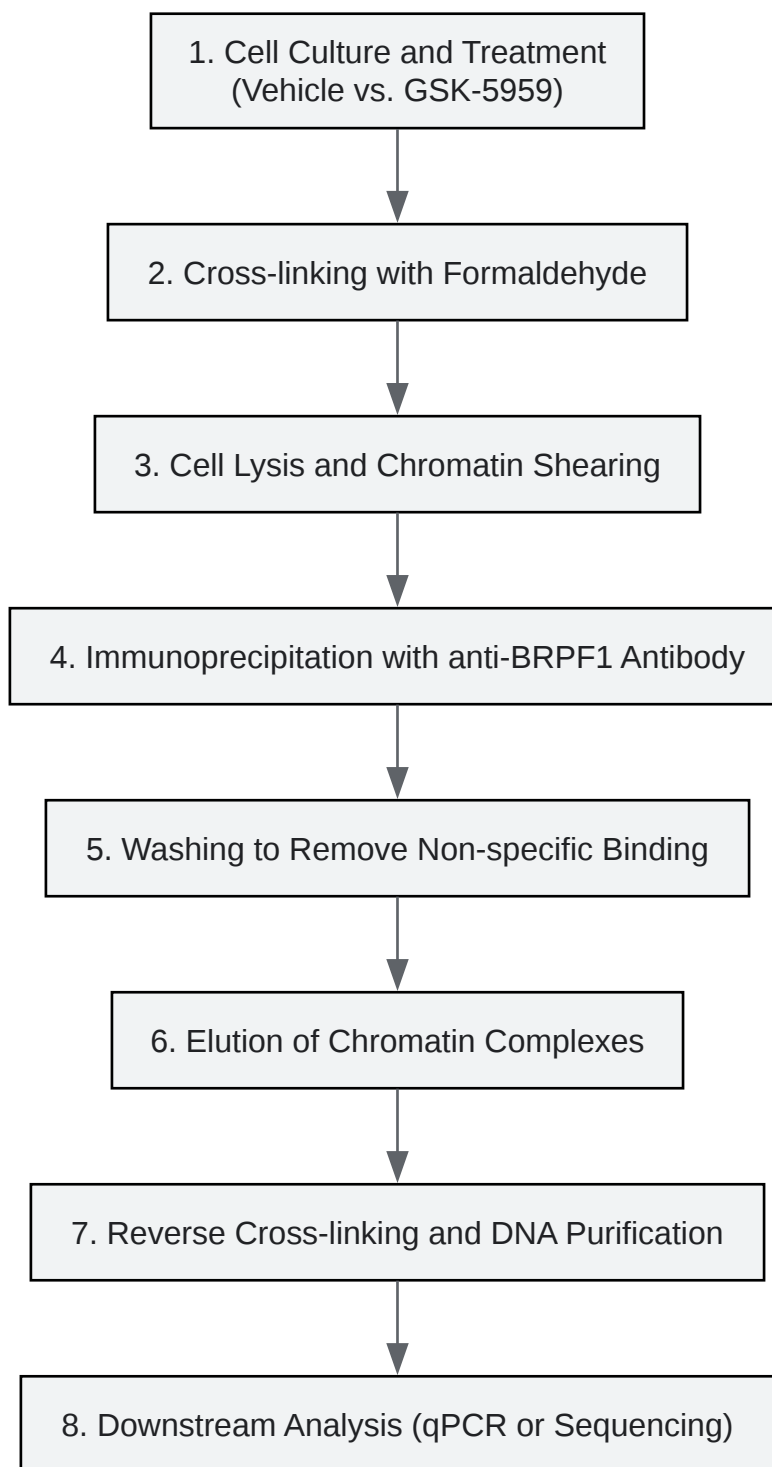 1. Cell Culture and Treatment
(Vehicle vs. GSK-5959)
2. Cross-linking with Formaldehyde
3. Cell Lysis and Chromatin Shearing
4. Immunoprecipitation with anti-BRPF1 Antibody
5. Washing to Remove Non-specific Binding
6. Elution of Chromatin Complexes
7. Reverse Cross-linking and DNA Purification
8. Downstream Analysis (qPCR or Sequencing)